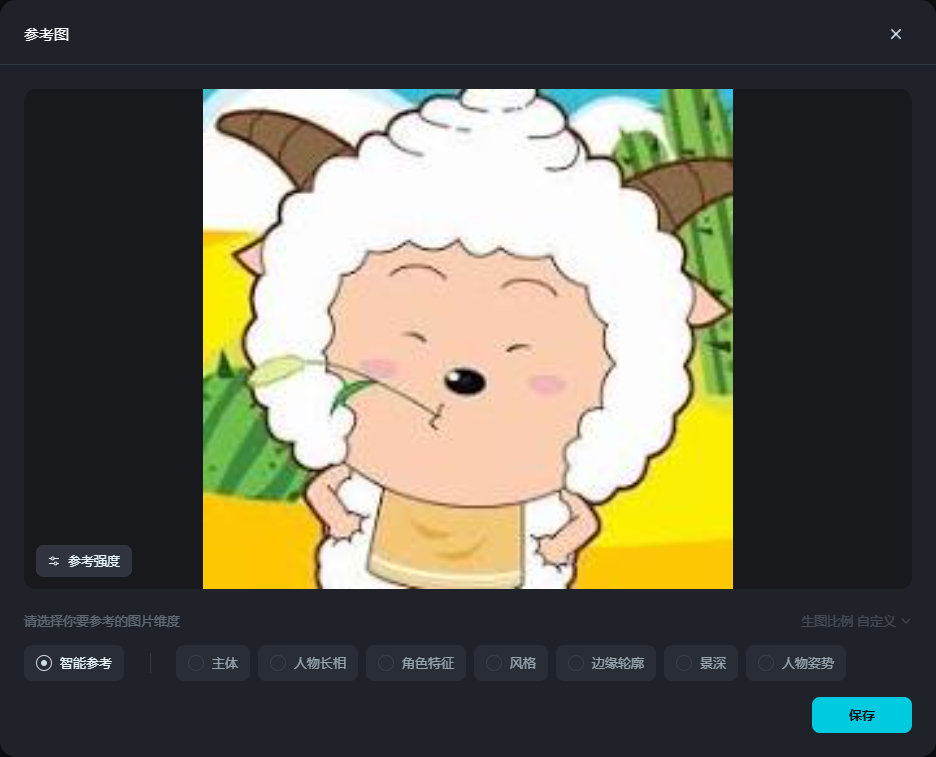 参考图
参考强度
请选择你要参考的图片维度
生图比例 自定义
智能参考
主体
人物长相
角色特征
风格
边缘轮廓
景深
人物姿势
保存